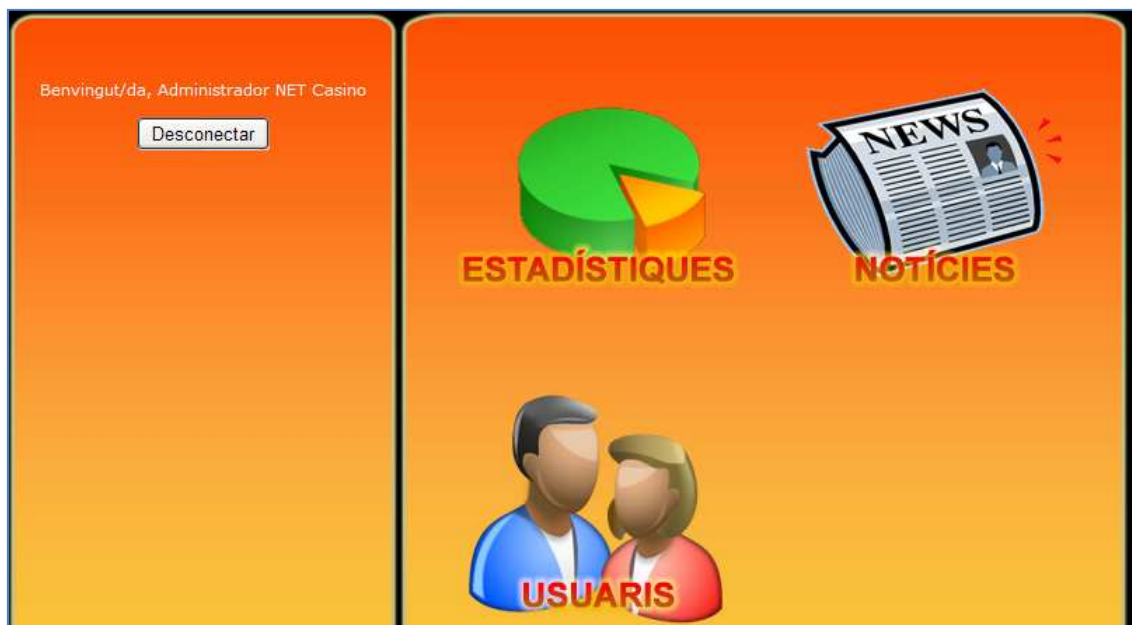 Benvingut/da, Administrador NET Casino
Desconectar
NEWS
ESTADÍSTIQUES
NOTÍCIES
USUARIS